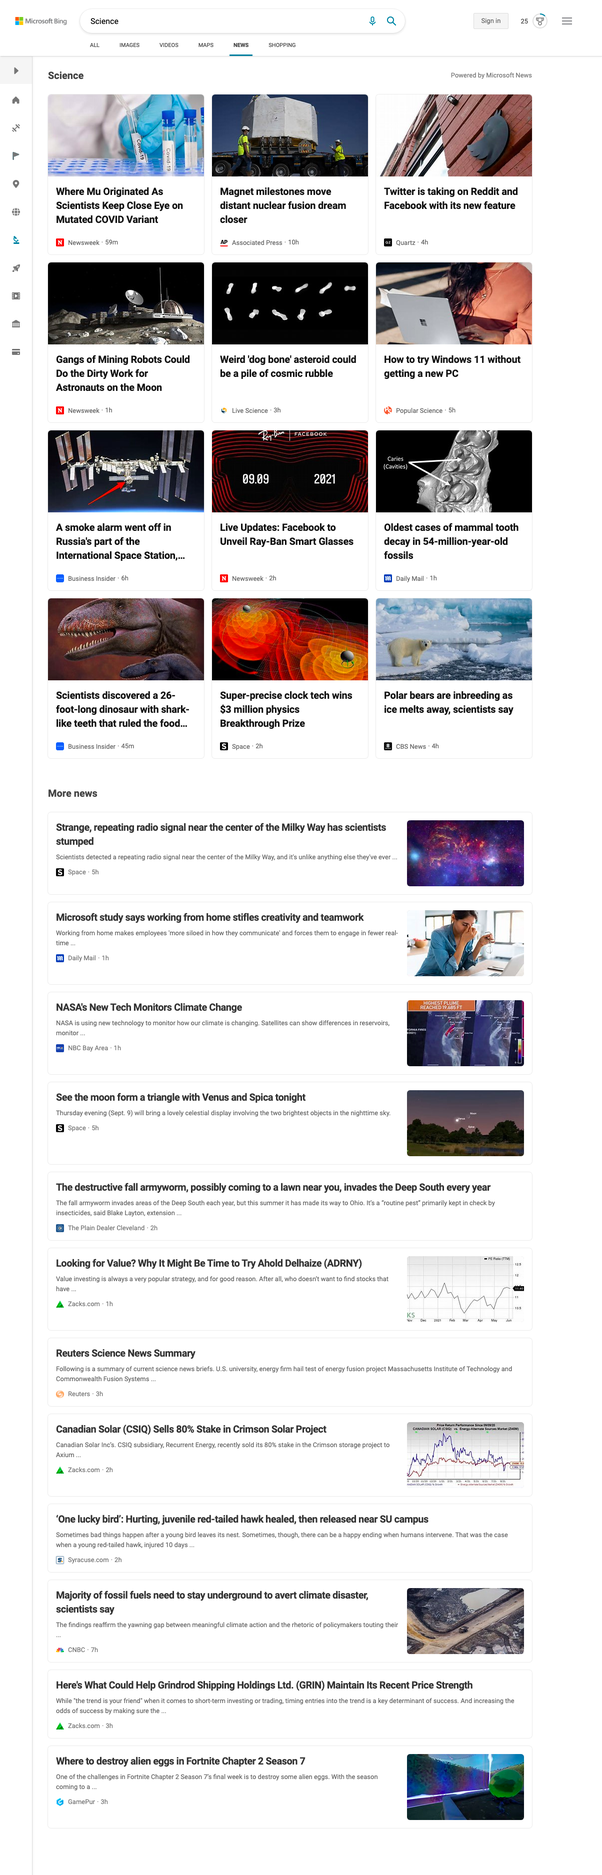 Microsoft Bing
Science
Sign in
25
ALL
IMAGES
VIDEOS
MAPS
NEWS
SHOPPING
Science
Powered by Microsoft News
Where Mu Originated As
Scientists Keep Close Eye on
Mutated COVID Variant
Newsweek · 59m
Magnet milestones move
distant nuclear fusion dream
closer
AP
Associated Press · 10h
Twitter is taking on Reddit and
Facebook with its new feature
Quartz · 4h
Gangs of Mining Robots Could
Do the Dirty Work for
Astronauts on the Moon
Newsweek · 1h
Weird 'dog bone' asteroid could
be a pile of cosmic rubble
Live Science · 3h
How to try Windows 11 without
getting a new PC
Popular Science · 5h
A smoke alarm went off in
Russia's part of the
International Space Station,...
Business Insider · 6h
Ray-Ban | FACEBOOK
09.09 2021
Live Updates: Facebook to
Unveil Ray-Ban Smart Glasses
Newsweek · 2h
Caries
(Cavities)
Oldest cases of mammal tooth
decay in 54-million-year-old
fossils
Daily Mail · 1h
Scientists discovered a 26-
foot-long dinosaur with shark-
like teeth that ruled the food...
Business Insider · 45m
Super-precise clock tech wins
$3 million physics
Breakthrough Prize
Space · 2h
Polar bears are inbreeding as
ice melts away, scientists say
CBS News · 4h
More news
Strange, repeating radio signal near the center of the Milky Way has scientists
stumped
Scientists detected a repeating radio signal near the center of the Milky Way, and it's unlike anything else they've ever ...
Space · 5h
Microsoft study says working from home stifles creativity and teamwork
Working from home makes employees 'more siloed in how they communicate' and forces them to engage in fewer real-
time ...
Daily Mail · 1h
NASA's New Tech Monitors Climate Change
NASA is using new technology to monitor how our climate is changing. Satellites can show differences in reservoirs,
monitor ...
NBC Bay Area · 1h
HIGHEST PLUME
REACHED 19,685 FT
See the moon form a triangle with Venus and Spica tonight
Thursday evening (Sept. 9) will bring a lovely celestial display involving the two brightest objects in the nighttime sky.
Space · 5h
The destructive fall armyworm, possibly coming to a lawn near you, invades the Deep South every year
The fall armyworm invades areas of the Deep South each year, but this summer it has made its way to Ohio. It's a "routine pest" primarily kept in check by
insecticides, said Blake Layton, extension ...
The Plain Dealer Cleveland · 2h
Looking for Value? Why It Might Be Time to Try Ahold Delhaize (ADRNY)
Value investing is always a very popular strategy, and for good reason. After all, who doesn't want to find stocks that
have ...
Zacks.com · 1h
Reuters Science News Summary
Following is a summary of current science news briefs. U.S. university, energy firm hail test of energy fusion project Massachusetts Institute of Technology and
Commonwealth Fusion Systems ...
Reuters · 3h
Canadian Solar (CSIQ) Sells 80% Stake in Crimson Solar Project
Canadian Solar Inc's. CSIQ subsidiary, Recurrent Energy, recently sold its 80% stake in the Crimson storage project to
Axium ...
Zacks.com · 2h
'One lucky bird': Hurting, juvenile red-tailed hawk healed, then released near SU campus
Sometimes bad things happen after a young bird leaves its nest. Sometimes, though, there can be a happy ending when humans intervene. That was the case
when a young red-tailed hawk, injured 10 days ...
Syracuse.com · 2h
Majority of fossil fuels need to stay underground to avert climate disaster,
scientists say
The findings reaffirm the yawning gap between meaningful climate action and the rhetoric of policymakers touting their
...
CNBC · 7h
Here's What Could Help Grindrod Shipping Holdings Ltd. (GRIN) Maintain Its Recent Price Strength
While "the trend is your friend" when it comes to short-term investing or trading, timing entries into the trend is a key determinant of success. And increasing the
odds of success by making sure the ...
Zacks.com · 3h
Where to destroy alien eggs in Fortnite Chapter 2 Season 7
One of the challenges in Fortnite Chapter 2 Season 7's final week is to destroy some alien eggs. With the season
coming to a ...
GamePur · 3h